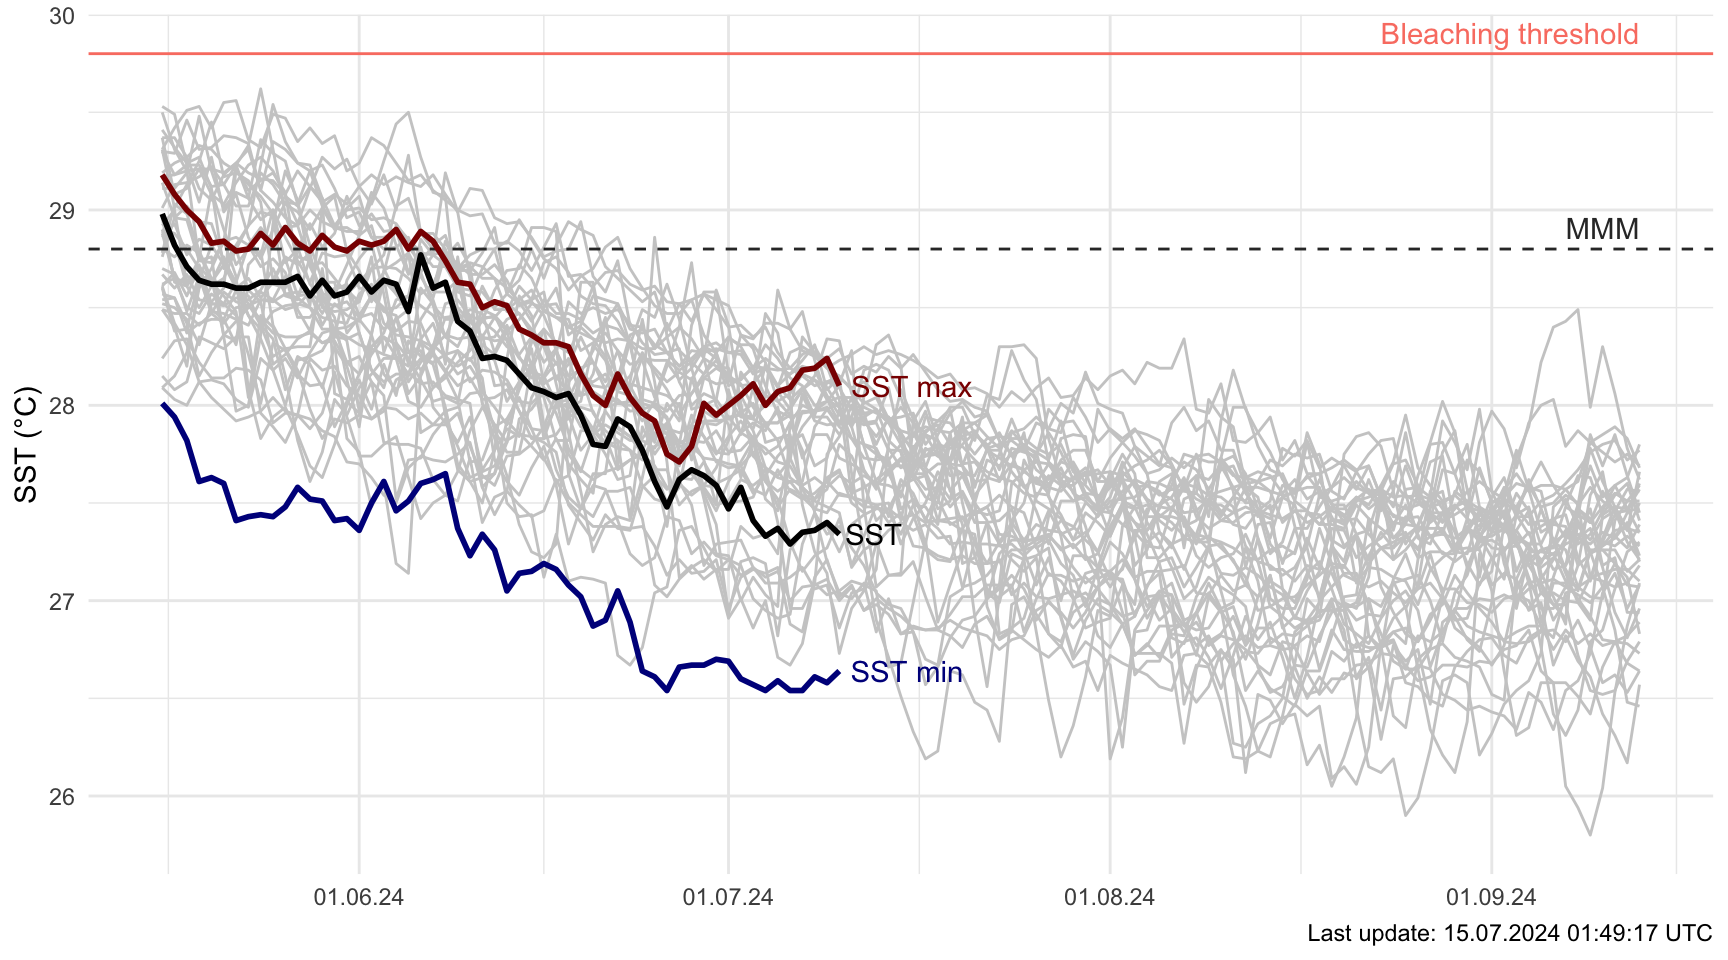 30
Bleaching threshold
29
MMM
SST (°C)
28
SST max
SST
27
SST min
26
01.06.24
01.07.24
01.08.24
01.09.24
Last update: 15.07.2024 01:49:17 UTC